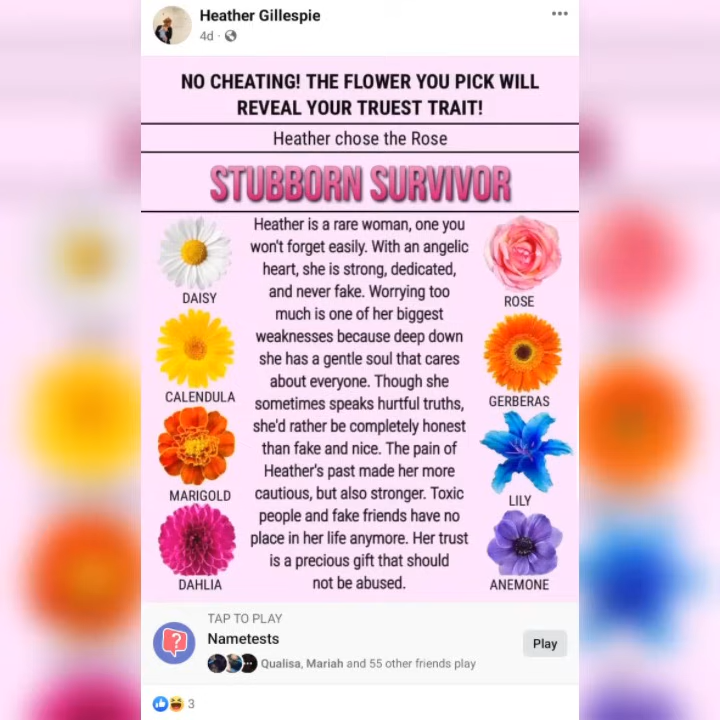 Heather Gillespie
4d
NO CHEATING! THE FLOWER YOU PICK WILL
REVEAL YOUR TRUEST TRAIT!
Heather chose the Rose
STUBBORN SURVIVOR
Heather is a rare woman, one you
won't forget easily. With an angelic
heart, she is strong, dedicated,
and never fake. Worrying too
much is one of her biggest
weaknesses because deep down
she has a gentle soul that cares
about everyone. Though she
sometimes speaks hurtful truths,
she'd rather be completely honest
than fake and nice. The pain of
Heather's past made her more
cautious, but also stronger. Toxic
people and fake friends have no
place in her life anymore. Her trust
is a precious gift that should
not be abused.
DAISY
CALENDULA
MARIGOLD
DAHLIA
ROSE
GERBERAS
LILY
ANEMONE
TAP TO PLAY
Nametests
Qualisa, Mariah and 55 other friends play
Play
3